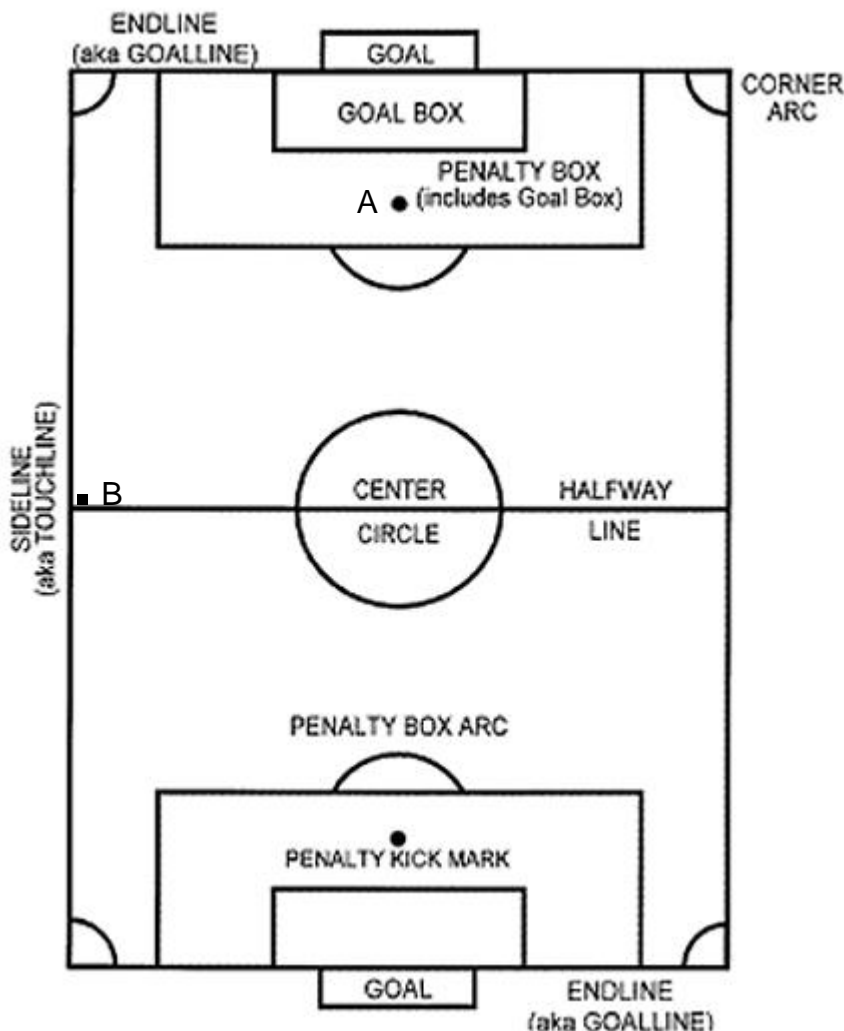 ENDLINE
(aka GOALLINE)
GOAL
CORNER
ARC
GOAL BOX
PENALTY BOX
(includes Goal Box)
A
SIDELINE
(aka TOUCHLINE)
B
CENTER
CIRCLE
HALFWAY
LINE
PENALTY BOX ARC
PENALTY KICK MARK
GOAL
ENDLINE
(aka GOALLINE)